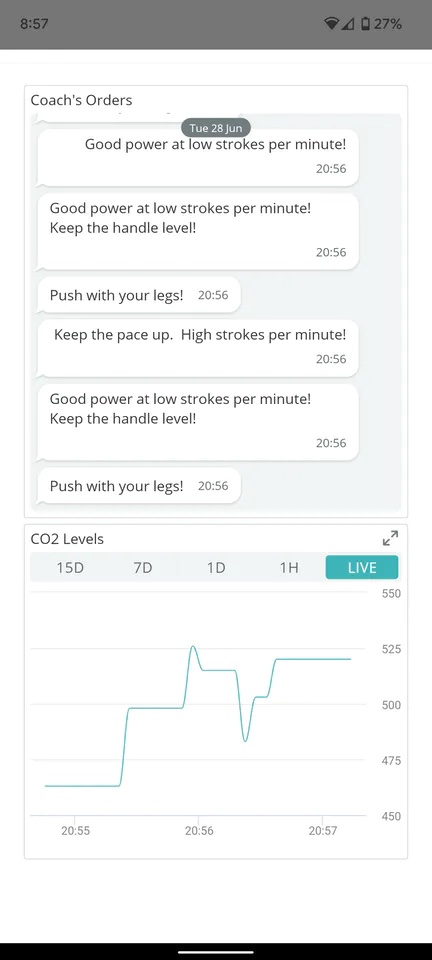 8:57
27%
Coach's Orders
Tue 28 Jun
Good power at low strokes per minute!
20:56
Good power at low strokes per minute!
Keep the handle level!
20:56
Push with your legs! 20:56
Keep the pace up. High strokes per minute!
20:56
Good power at low strokes per minute!
Keep the handle level!
20:56
Push with your legs! 20:56
CO2 Levels
15D 7D 1D 1H LIVE
550
525
500
475
450
20:55 20:56 20:57